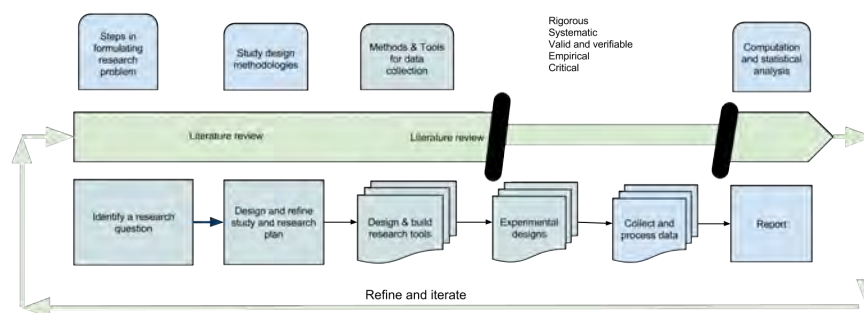 Steps in
formulating
research
problem
Study design
methodologies
Methods & Tools
for data
collection
Rigorous
Systematic
Valid and verifiable
Empirical
Critical
Computation
and statistical
analysis
Literature review
Literature review
Identify a research
question
Design and refine
study and research
plan
Design & build
research tools
Experimental
designs
Collect and
process data
Report
Refine and iterate